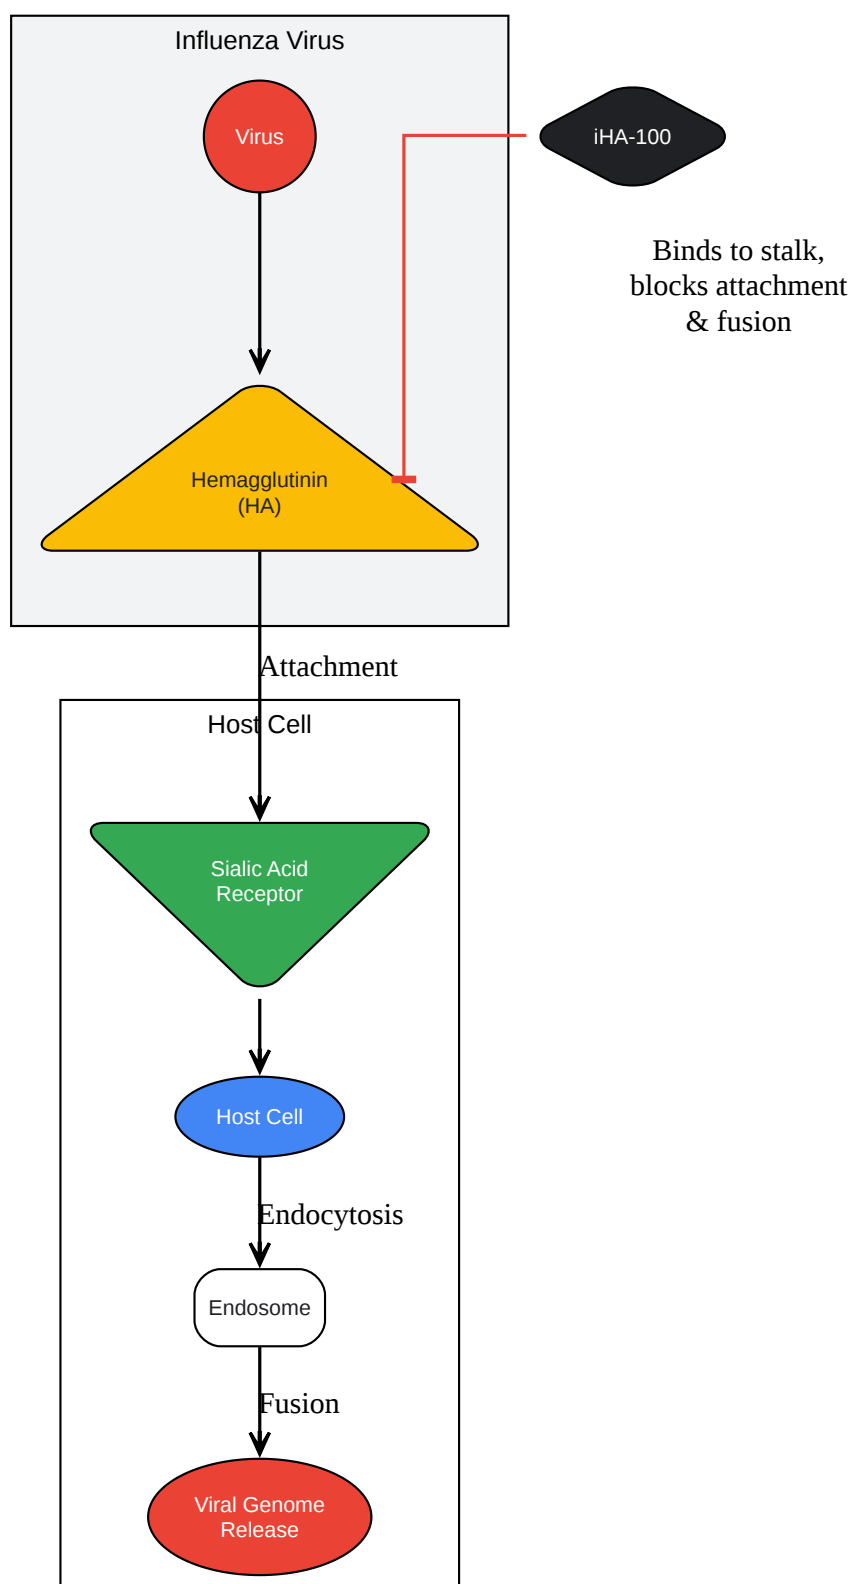 Influenza Virus
Virus
iHA-100
Binds to stalk,
blocks attachment
& fusion
Hemagglutinin
(HA)
Attachment
Host Cell
Sialic Acid
Receptor
Host Cell
Endocytosis
Endosome
Fusion
Viral Genome
Release